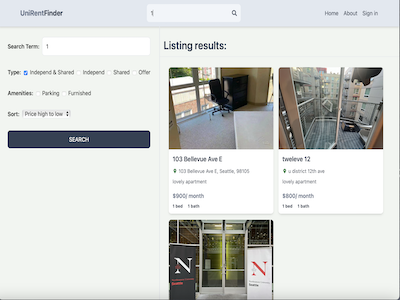 UniRentFinder
1
Home
About
Sign in
Search Term:
1
Type:
Independ & Shared
Independ
Shared
Offer
Amenities:
Parking
Furnished
Sort:
Price high to low
SEARCH
Listing results:
103 Bellevue Ave E
103 Bellevue Ave E, Seattle, 98105
lovely apartment
$900/ month
1 bed 1 bath
tweleve 12
u district 12th ave
lovely apartment
$800/ month
1 bed 1 bath
N
N